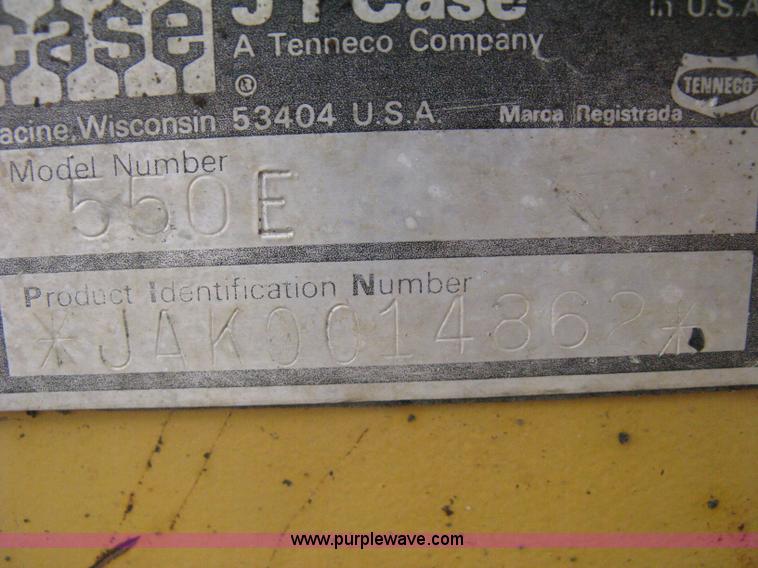 case J I Case in U.S.A
A Tenneco Company
®
acine, Wisconsin 53404 U.S.A. Marca Registrada TENNECO ®
Model Number
550E
Product Identification Number
*JAK0014862*
www.purplewave.com